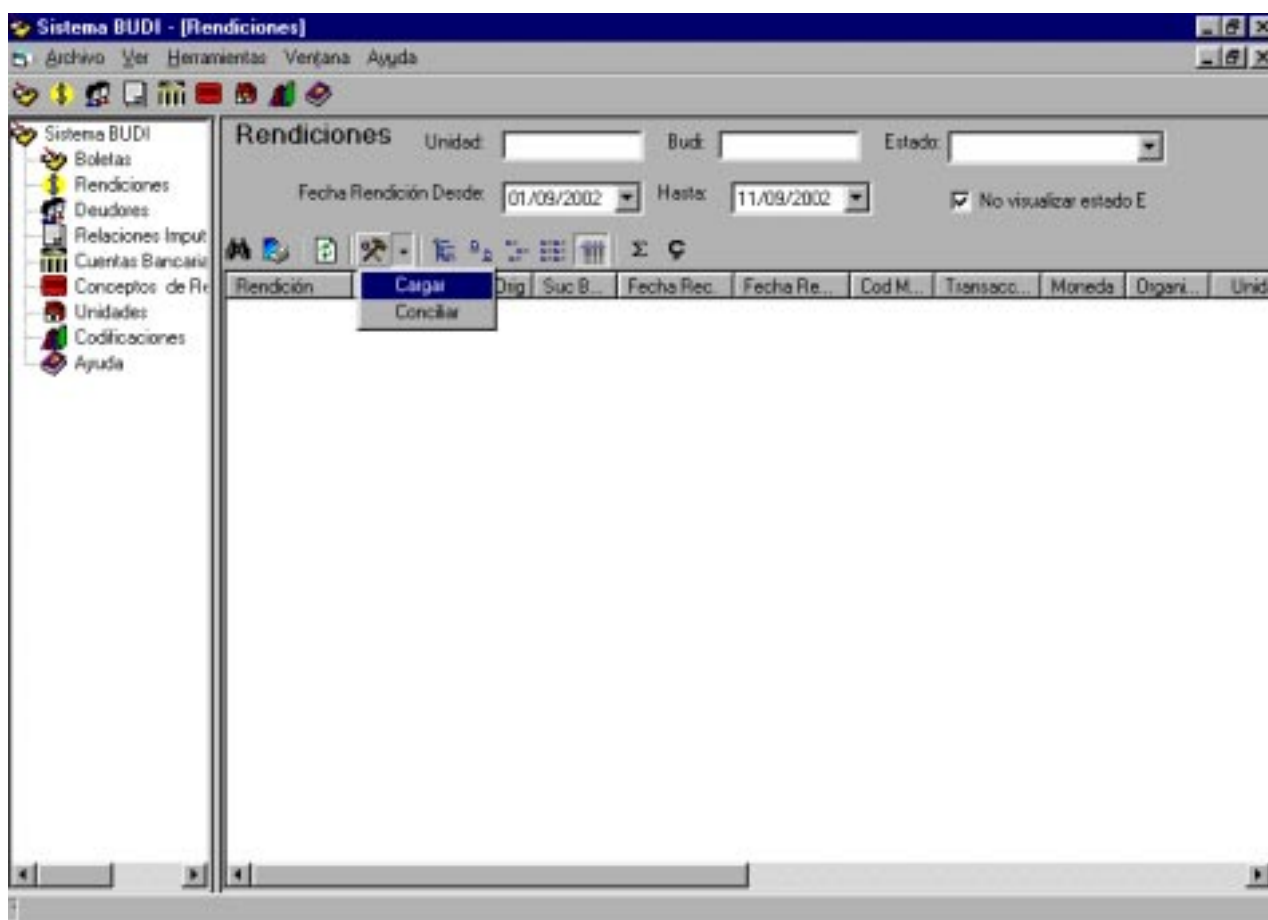 Sistema BUDI - [Rendiciones]
Archivo Ver Herramientas Ventana Ayuda
Sistema BUDI
Boletas
Rendiciones
Deudores
Relaciones Imput
Cuentas Bancaria
Conceptos de Re
Unidades
Codificaciones
Ayuda
Rendiciones Unidad: Budi: Estado:
Fecha Rendición Desde: 01/09/2002 Hasta: 11/09/2002 No visualizar estado E
Σ Ç
Rendición Orig Suc B... Fecha Rec. Fecha Re... Cod M... Transacc... Moneda Organi... Unid
Cargar
Conciliar